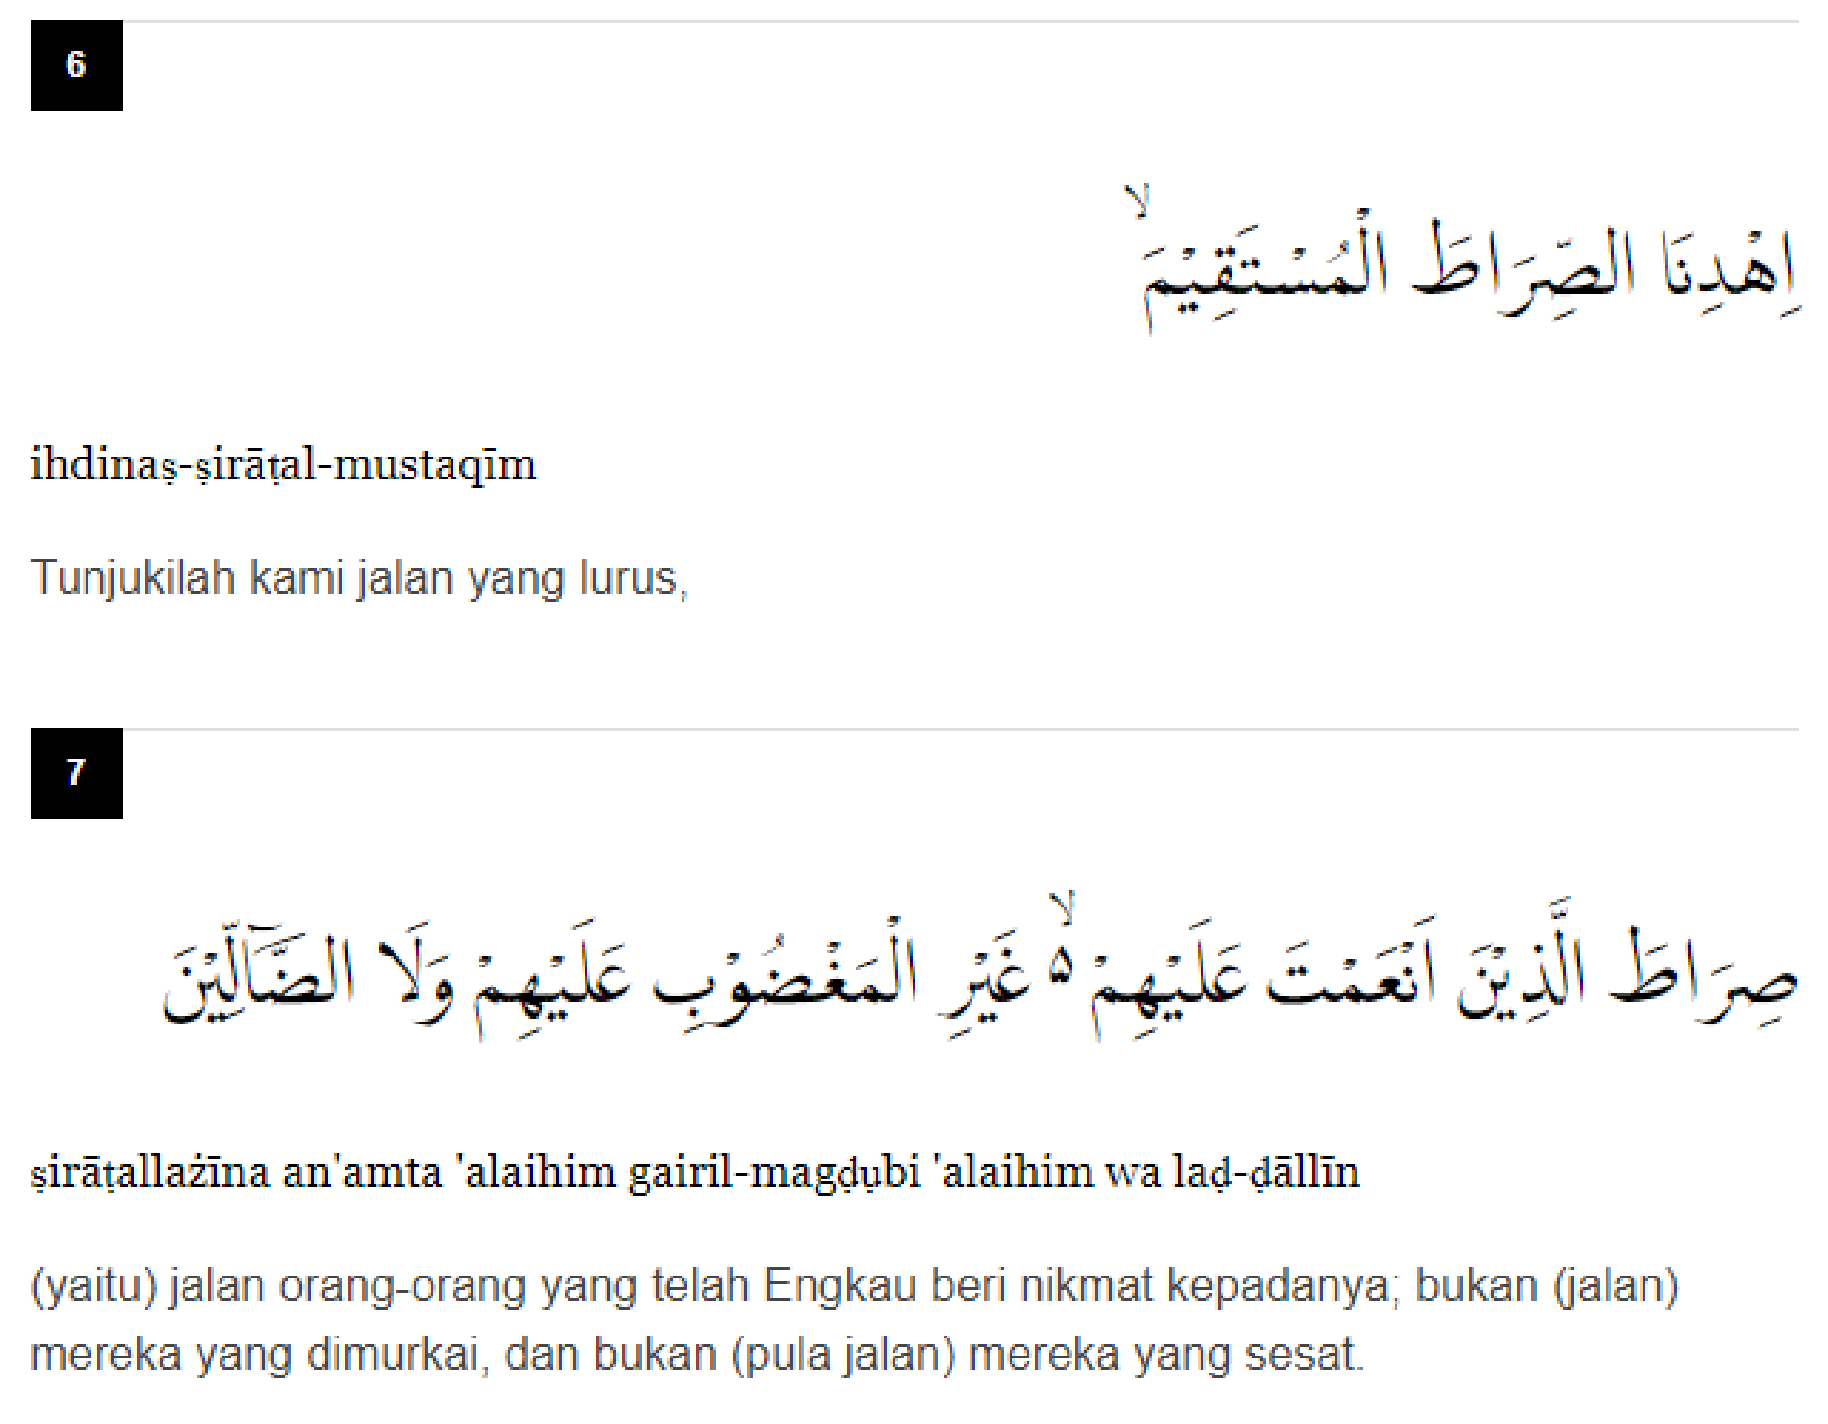 6
اِهْدِنَا الصِّرَاطَ الْمُسْتَقِيْمَ ۙ
ihdinaṣ-ṣirāṭal-mustaqīm
Tunjukilah kami jalan yang lurus,
7
صِرَاطَ الَّذِيْنَ اَنْعَمْتَ عَلَيْهِمْ ۙ۵ غَيْرِ الْمَغْضُوْبِ عَلَيْهِمْ وَلَا الضَّاۤلِّيْنَ
ṣirāṭallażīna an'amta 'alaihim gairil-magḍụbi 'alaihim wa laḍ-ḍāllīn
(yaitu) jalan orang-orang yang telah Engkau beri nikmat kepadanya; bukan (jalan)
mereka yang dimurkai, dan bukan (pula jalan) mereka yang sesat.